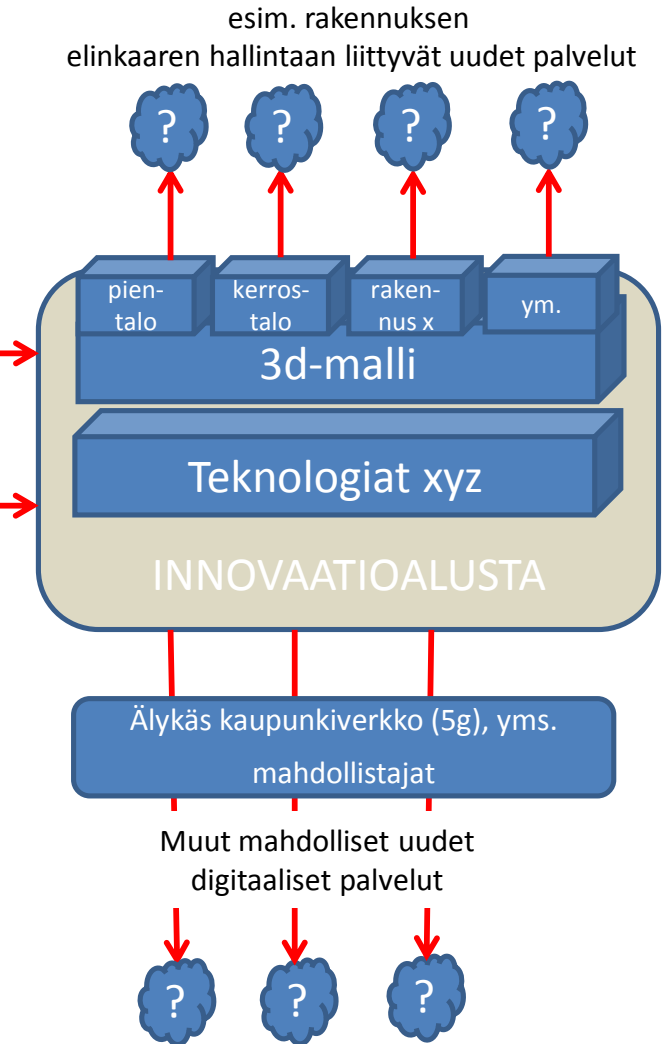 esim. rakennuksen
elinkaaren hallintaan liittyvät uudet palvelut
? ? ? ?
pien-
talo
kerros-
talo
raken-
nus x
ym.
3d-malli
Teknologiat xyz
INNOVAATIOALUSTA
Älykäs kaupunkiverkko (5g), yms.
mahdollistajat
Muut mahdolliset uudet
digitaaliset palvelut
? ? ?